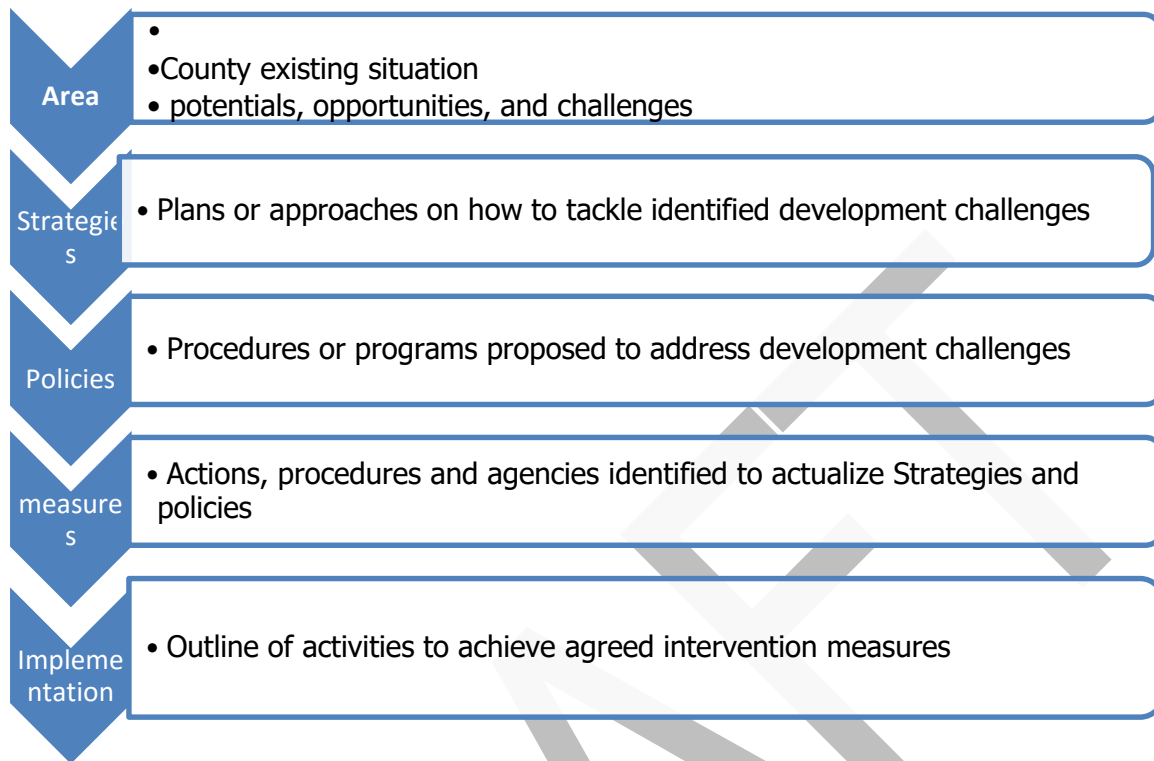 Area
•
•County existing situation
• potentials, opportunities, and challenges
Strategie
s
• Plans or approaches on how to tackle identified development challenges
Policies
• Procedures or programs proposed to address development challenges
measure
s
• Actions, procedures and agencies identified to actualize Strategies and
policies
Impleme
ntation
• Outline of activities to achieve agreed intervention measures